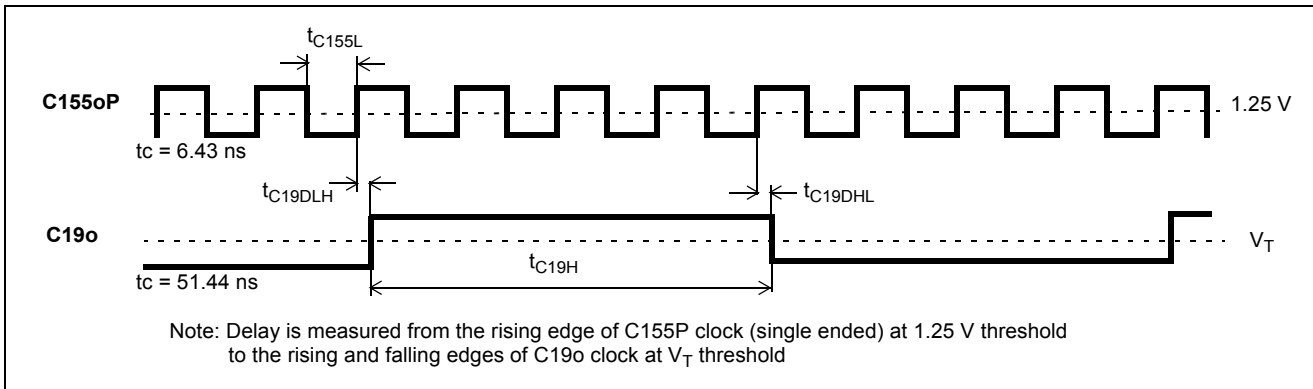 tC155L
C155oP
1.25 V
tc = 6.43 ns
tC19DLH
tC19DHL
C19o
VT
tC19H
tc = 51.44 ns
Note: Delay is measured from the rising edge of C155P clock (single ended) at 1.25 V threshold
to the rising and falling edges of C19o clock at VT threshold